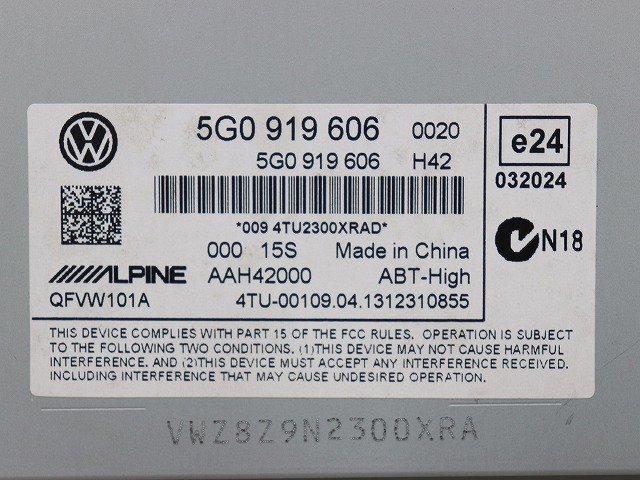 5G0 919 606 0020
5G0 919 606 H42
*009 4TU2300XRAD*
000 15S Made in China
ALPINE AAH42000 ABT-High
QFVW101A 4TU-00109.04.1312310855
e24
032024
N18
THIS DEVICE COMPLIES WITH PART 15 OF THE FCC RULES. OPERATION IS SUBJECT
TO THE FOLLOWING TWO CONDITIONS. (1)THIS DEVICE MAY NOT CAUSE HARMFUL
INTERFERENCE. AND (2)THIS DEVICE MUST ACCEPT ANY INTERFERENCE RECEIVED.
INCLUDING INTERFERENCE THAT MAY CAUSE UNDESIRED OPERATION.
VWZ8Z9N2300XRA